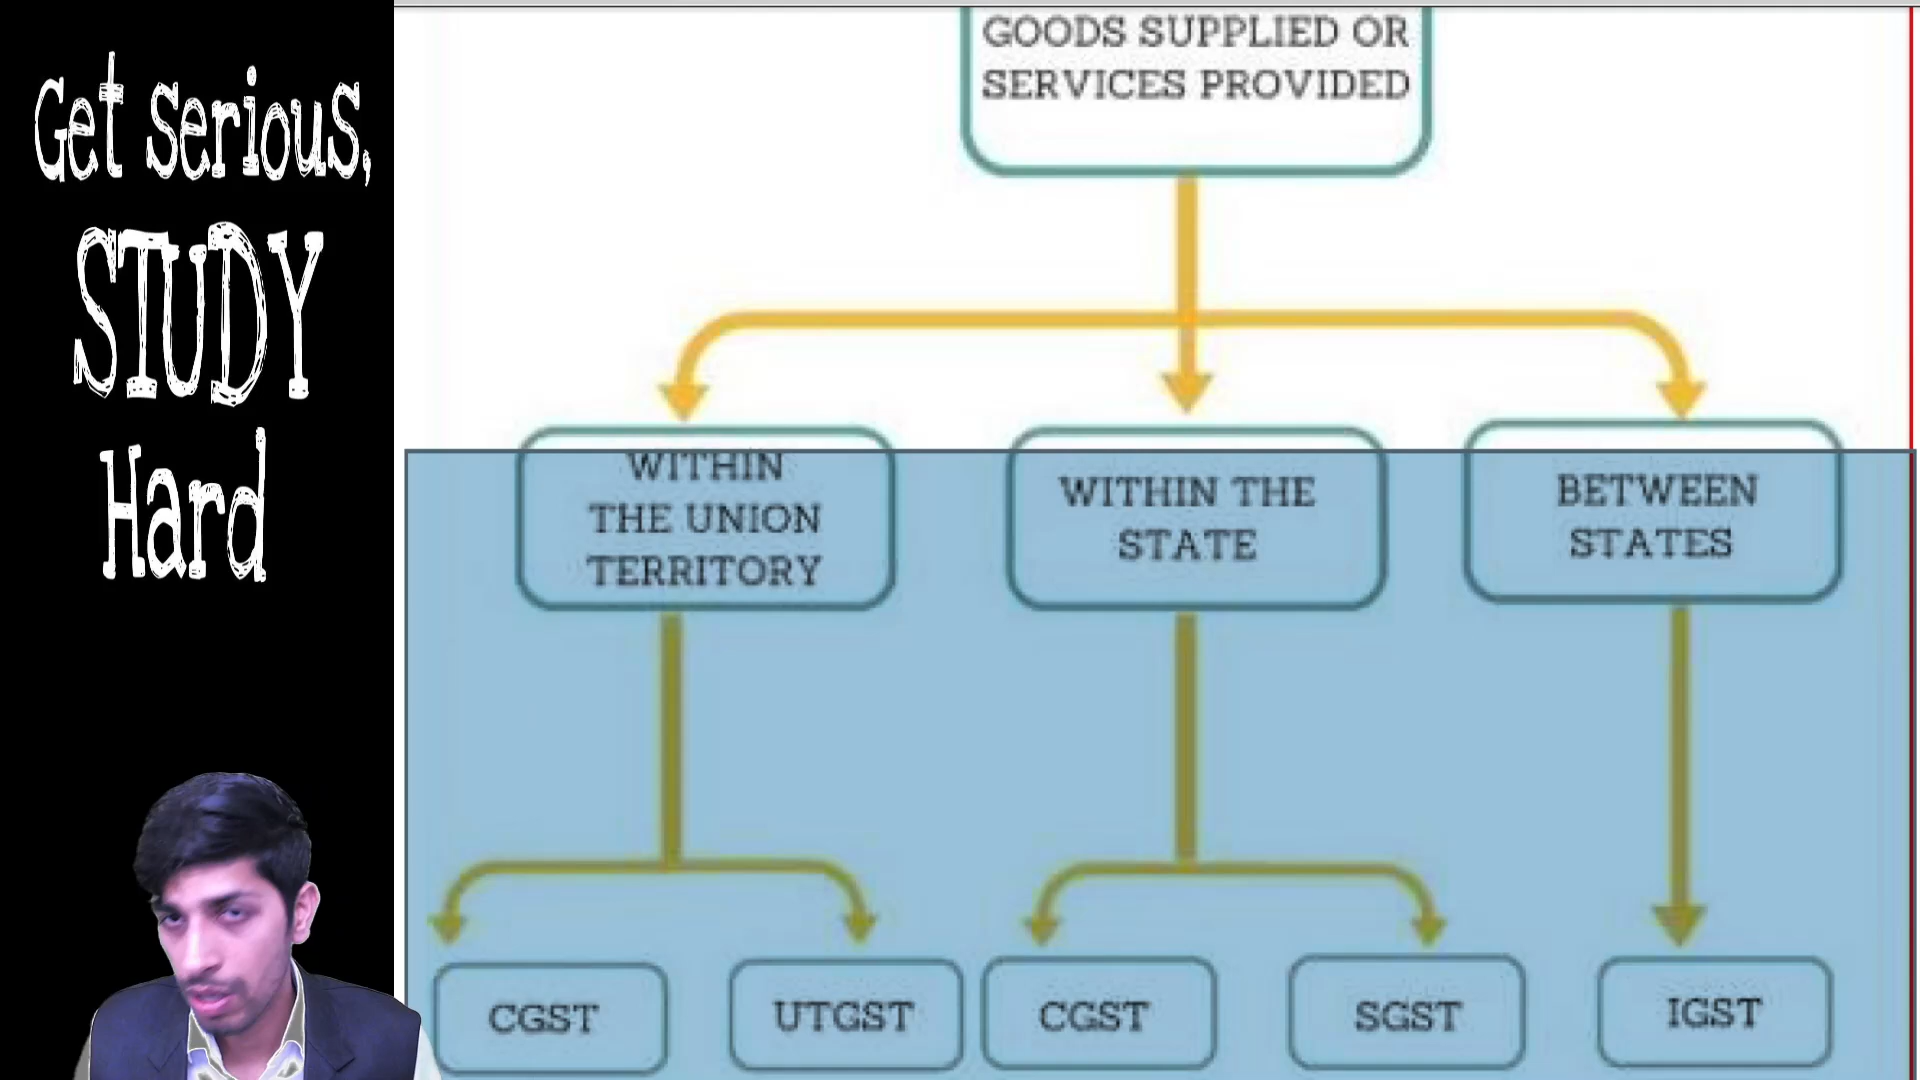 Get serious,
STUDY
Hard
GOODS SUPPLIED OR
SERVICES PROVIDED
WITHIN
THE UNION
TERRITORY
WITHIN THE
STATE
BETWEEN
STATES
CGST
UTGST
CGST
SGST
IGST